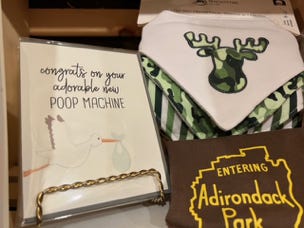 congrats on your
adorable new
POOP MACHINE
ENTERING
Adirondack
Park